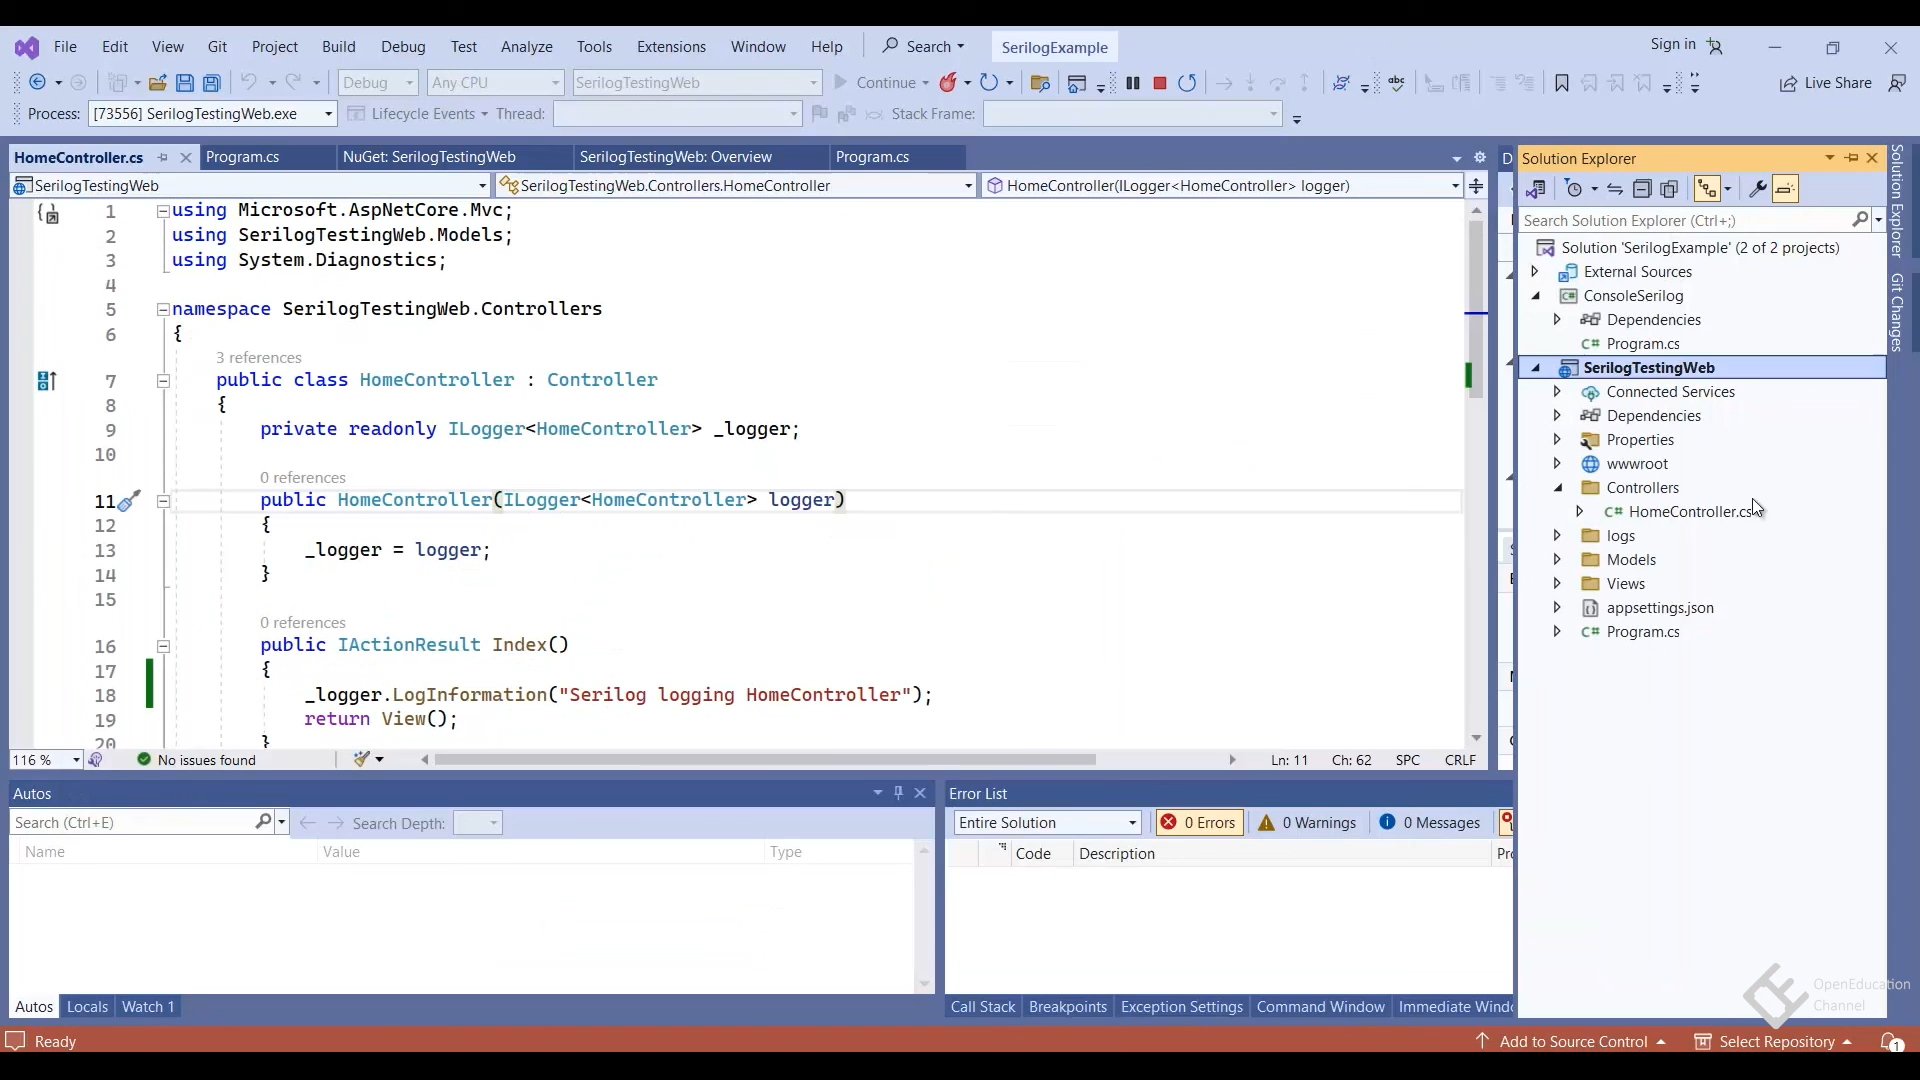 File Edit View Git Project Build Debug Test Analyze Tools Extensions Window Help Search SerilogExample Sign in
Debug Any CPU SerilogTestingWeb Continue Live Share
Process: [73556] SerilogTestingWeb.exe Lifecycle Events Thread: Stack Frame:
HomeController.cs Program.cs NuGet: SerilogTestingWeb SerilogTestingWeb: Overview Program.cs
SerilogTestingWeb SerilogTestingWeb.Controllers.HomeController HomeController(ILogger<HomeController> logger)
1 using Microsoft.AspNetCore.Mvc;
2 using SerilogTestingWeb.Models;
3 using System.Diagnostics;
4
5 namespace SerilogTestingWeb.Controllers
6 {
3 references
7 public class HomeController : Controller
8 {
9 private readonly ILogger<HomeController> _logger;
10
0 references
11 public HomeController(ILogger<HomeController> logger)
12 {
13 _logger = logger;
14 }
15
0 references
16 public IActionResult Index()
17 {
18 _logger.LogInformation("Serilog logging HomeController");
19 return View();
20 }
116 % No issues found Ln: 11 Ch: 62 SPC CRLF
Autos
Search (Ctrl+E) Search Depth:
Name Value Type
Autos Locals Watch 1
Error List
Entire Solution 0 Errors 0 Warnings 0 Messages
Code Description
Call Stack Breakpoints Exception Settings Command Window Immediate
Solution Explorer
Search Solution Explorer (Ctrl+;)
Solution 'SerilogExample' (2 of 2 projects)
External Sources
ConsoleSerilog
Dependencies
Program.cs
SerilogTestingWeb
Connected Services
Dependencies
Properties
wwwroot
Controllers
HomeController.cs
logs
Models
Views
appsettings.json
Program.cs
Solution Explorer
Git Changes
OpenEducation
Channel
Ready Add to Source Control Select Repository 1